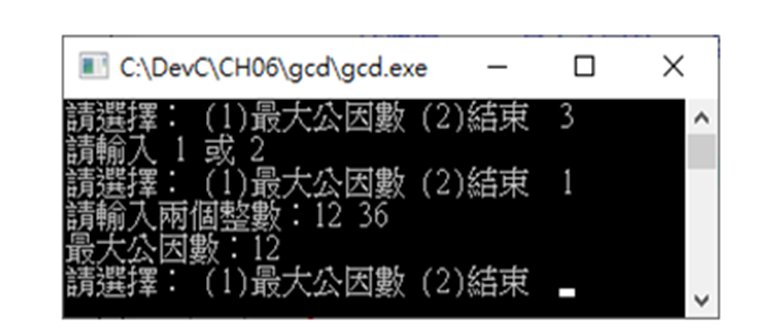 C:\DevC\CH06\gcd\gcd.exe
請選擇： (1)最大公因數 (2)結束  3
請輸入 1 或 2
請選擇： (1)最大公因數 (2)結束  1
請輸入兩個整數：12 36
最大公因數：12
請選擇： (1)最大公因數 (2)結束